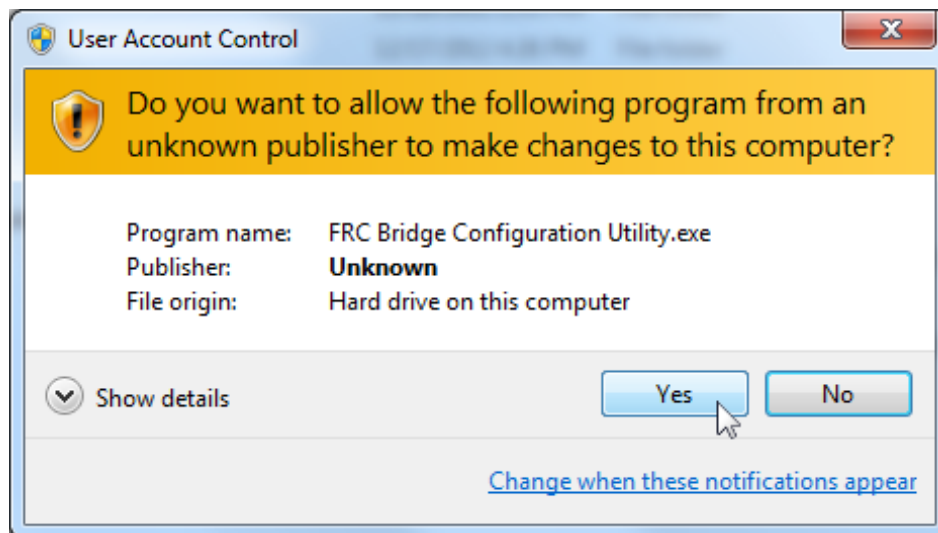 User Account Control
Do you want to allow the following program from an
unknown publisher to make changes to this computer?
Program name: FRC Bridge Configuration Utility.exe
Publisher: Unknown
File origin: Hard drive on this computer
Show details
Yes No
Change when these notifications appear